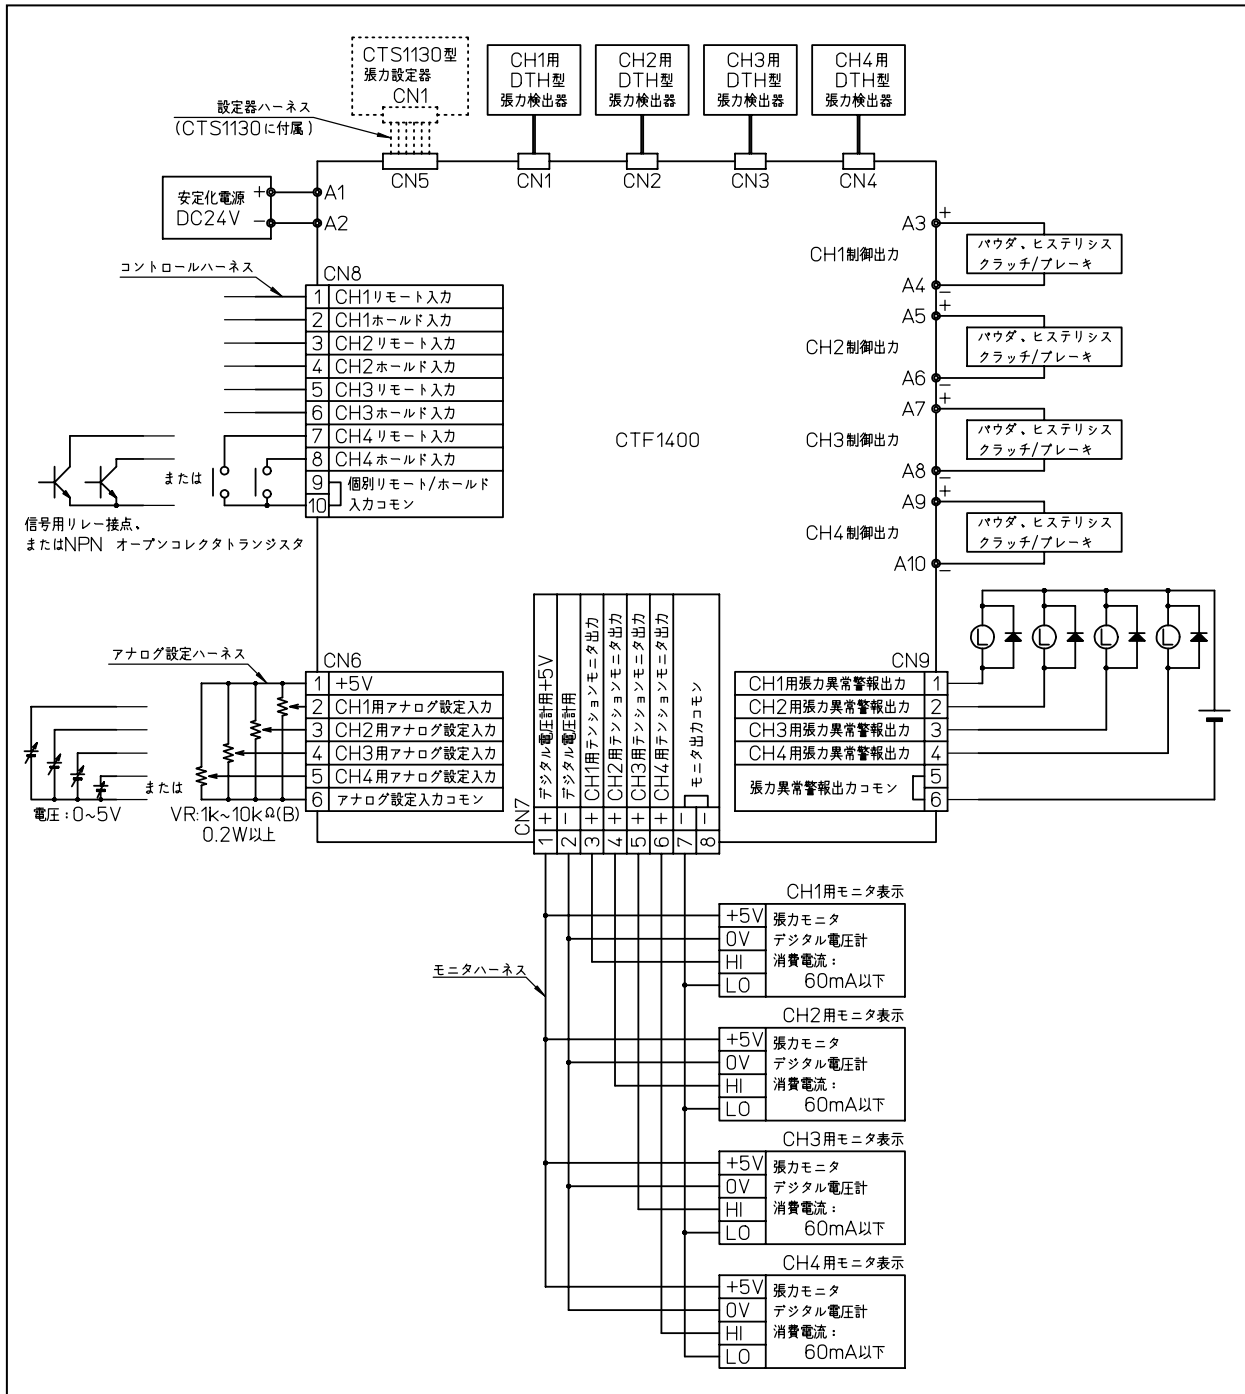 CTS1130型
張力設定器
CN1
CH1用
DTH型
張力検出器
CH2用
DTH型
張力検出器
CH3用
DTH型
張力検出器
CH4用
DTH型
張力検出器
設定器ハーネス
(CTS1130に付属)
CN5
CN1
CN2
CN3
CN4
安定化電源
DC24V
+
−
A1
A2
コントロールハーネス
CN8
1 CH1リモート入力
2 CH1ホールド入力
3 CH2リモート入力
4 CH2ホールド入力
5 CH3リモート入力
6 CH3ホールド入力
7 CH4リモート入力
8 CH4ホールド入力
9 個別リモート/ホールド
10 入力コモン
または
信号用リレー接点、
またはNPN オープンコレクタトランジスタ
CTF1400
A3 +
CH1制御出力
A4 −
パウダ、ヒステリシス
クラッチ/ブレーキ
A5 +
CH2制御出力
A6 −
パウダ、ヒステリシス
クラッチ/ブレーキ
A7 +
CH3制御出力
A8 −
パウダ、ヒステリシス
クラッチ/ブレーキ
A9 +
CH4制御出力
A10 −
パウダ、ヒステリシス
クラッチ/ブレーキ
アナログ設定ハーネス
CN6
1 +5V
2 CH1用アナログ設定入力
3 CH2用アナログ設定入力
4 CH3用アナログ設定入力
5 CH4用アナログ設定入力
6 アナログ設定入力コモン
または
電圧:0~5V
VR:1k~10kΩ(B)
0.2W以上
CN7
1 + デジタル電圧計用+5V
2 − デジタル電圧計用
3 + CH1用テンションモニタ出力
4 + CH2用テンションモニタ出力
5 + CH3用テンションモニタ出力
6 + CH4用テンションモニタ出力
7 − モニタ出力コモン
8 −
CN9
CH1用張力異常警報出力 1
CH2用張力異常警報出力 2
CH3用張力異常警報出力 3
CH4用張力異常警報出力 4
張力異常警報出力コモン 5
6
L
L
L
L
モニタハーネス
CH1用モニタ表示
+5V 張力モニタ
0V デジタル電圧計
HI 消費電流:
LO 60mA以下
CH2用モニタ表示
+5V 張力モニタ
0V デジタル電圧計
HI 消費電流:
LO 60mA以下
CH3用モニタ表示
+5V 張力モニタ
0V デジタル電圧計
HI 消費電流:
LO 60mA以下
CH4用モニタ表示
+5V 張力モニタ
0V デジタル電圧計
HI 消費電流:
LO 60mA以下